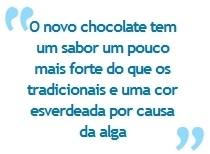 “O novo chocolate tem
um sabor um pouco
mais forte do que os
tradicionais e uma cor
esverdeada por causa
da alga”